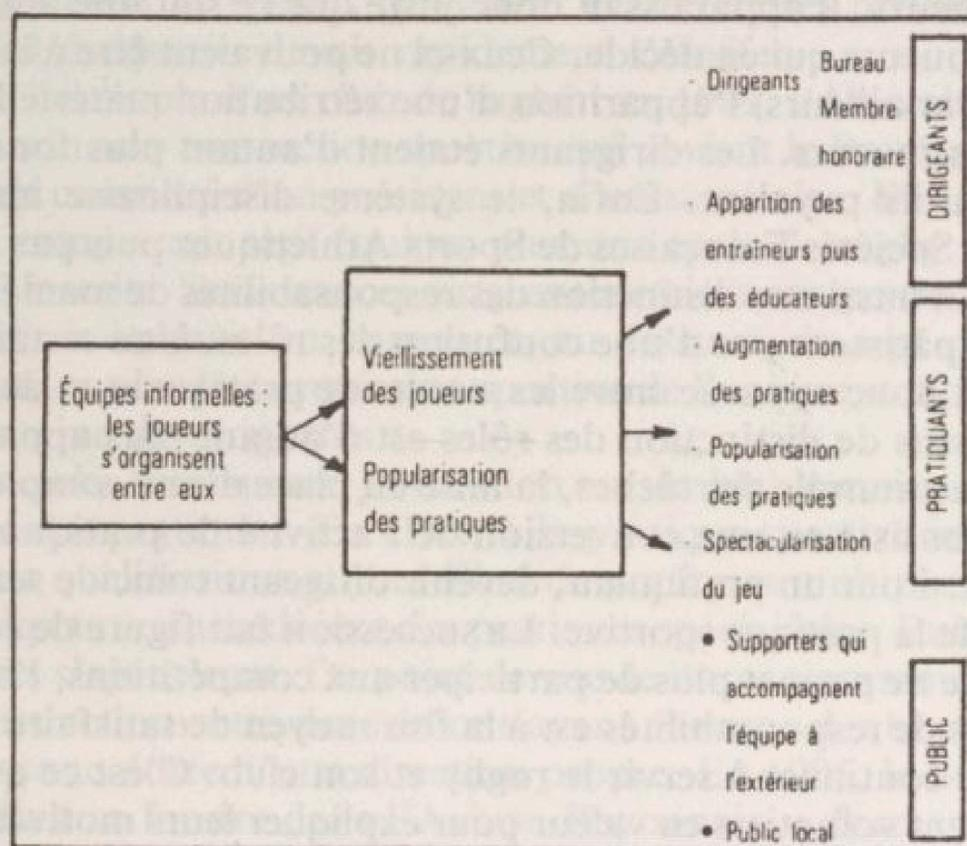 Équipes informelles :
les joueurs
s'organisent
entre eux
Vieillissement
des joueurs
Popularisation
des pratiques
- Dirigeants Bureau
Membre
honoraire
- Apparition des
entraîneurs puis
des éducateurs
- Augmentation
des pratiques
- Popularisation
des pratiques
- Spectacularisation
du jeu
• Supporters qui
accompagnent
l'équipe à
l'extérieur
• Public local
DIRIGEANTS
PRATIQUANTS
PUBLIC